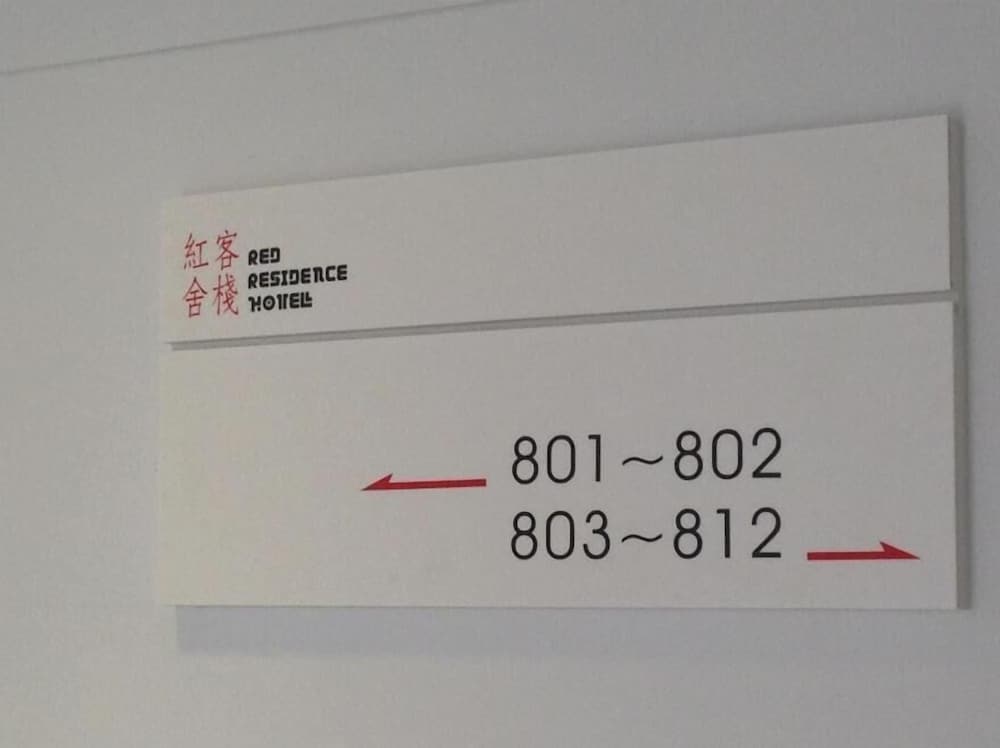 紅客
舍棧
RED
RESIDENCE
HOTEL
801~802
803~812